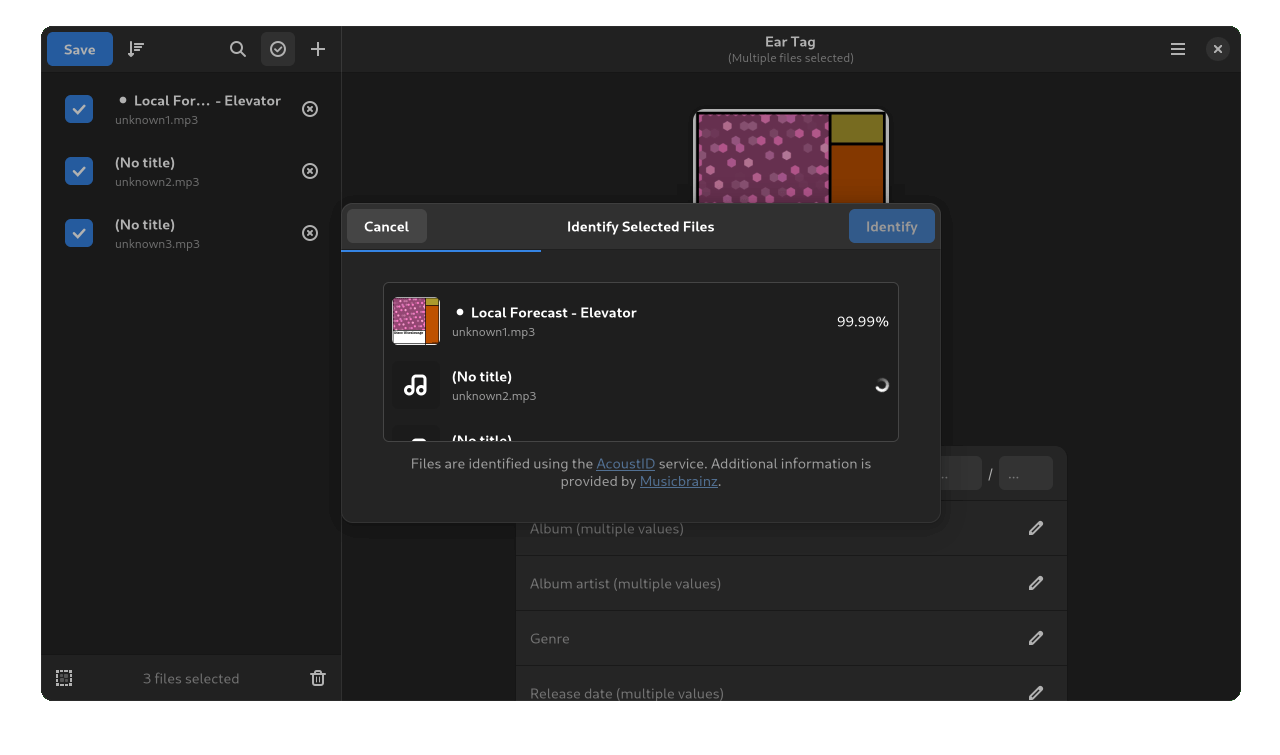 Save
Ear Tag
(Multiple files selected)
Local For... - Elevator
unknown1.mp3
(No title)
unknown2.mp3
(No title)
unknown3.mp3
3 files selected
Cancel
Identify Selected Files
Identify
Local Forecast - Elevator
unknown1.mp3
99.99%
(No title)
unknown2.mp3
(No title)
Files are identified using the AcoustID service. Additional information is
provided by Musicbrainz.
/ ...
Album (multiple values)
Album artist (multiple values)
Genre
Release date (multiple values)